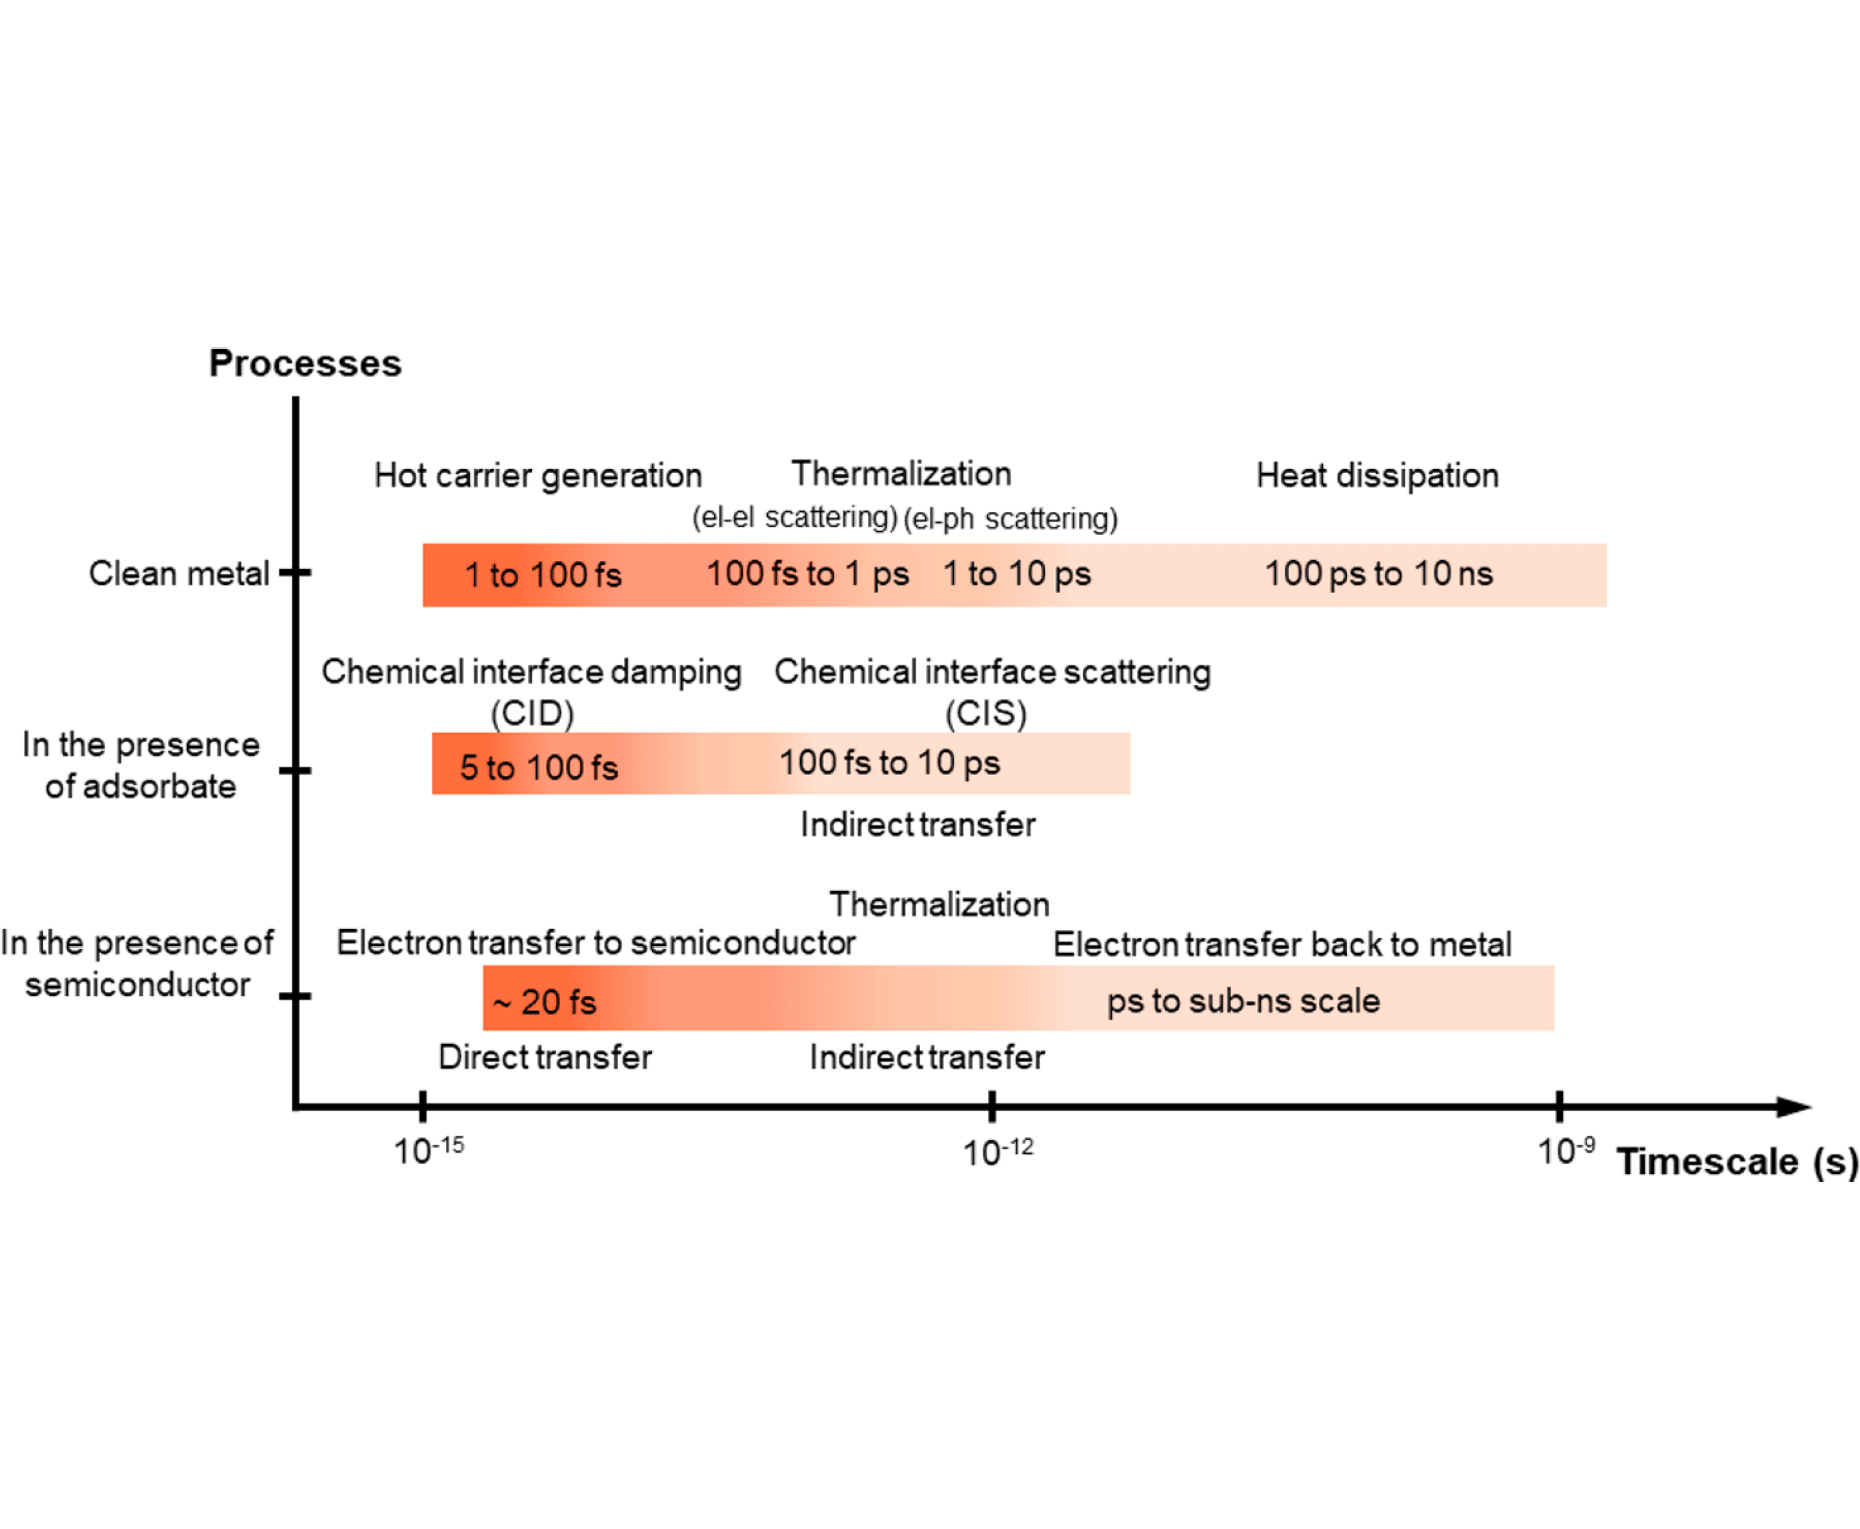 Processes
Hot carrier generation
Thermalization
Heat dissipation
(el-el scattering) (el-ph scattering)
Clean metal
1 to 100 fs
100 fs to 1 ps
1 to 10 ps
100 ps to 10 ns
Chemical interface damping
(CID)
Chemical interface scattering
(CIS)
In the presence
of adsorbate
5 to 100 fs
100 fs to 10 ps
Indirect transfer
Thermalization
In the presence of
semiconductor
Electron transfer to semiconductor
Electron transfer back to metal
~ 20 fs
ps to sub-ns scale
Direct transfer
Indirect transfer
10⁻¹⁵
10⁻¹²
10⁻⁹
Timescale (s)